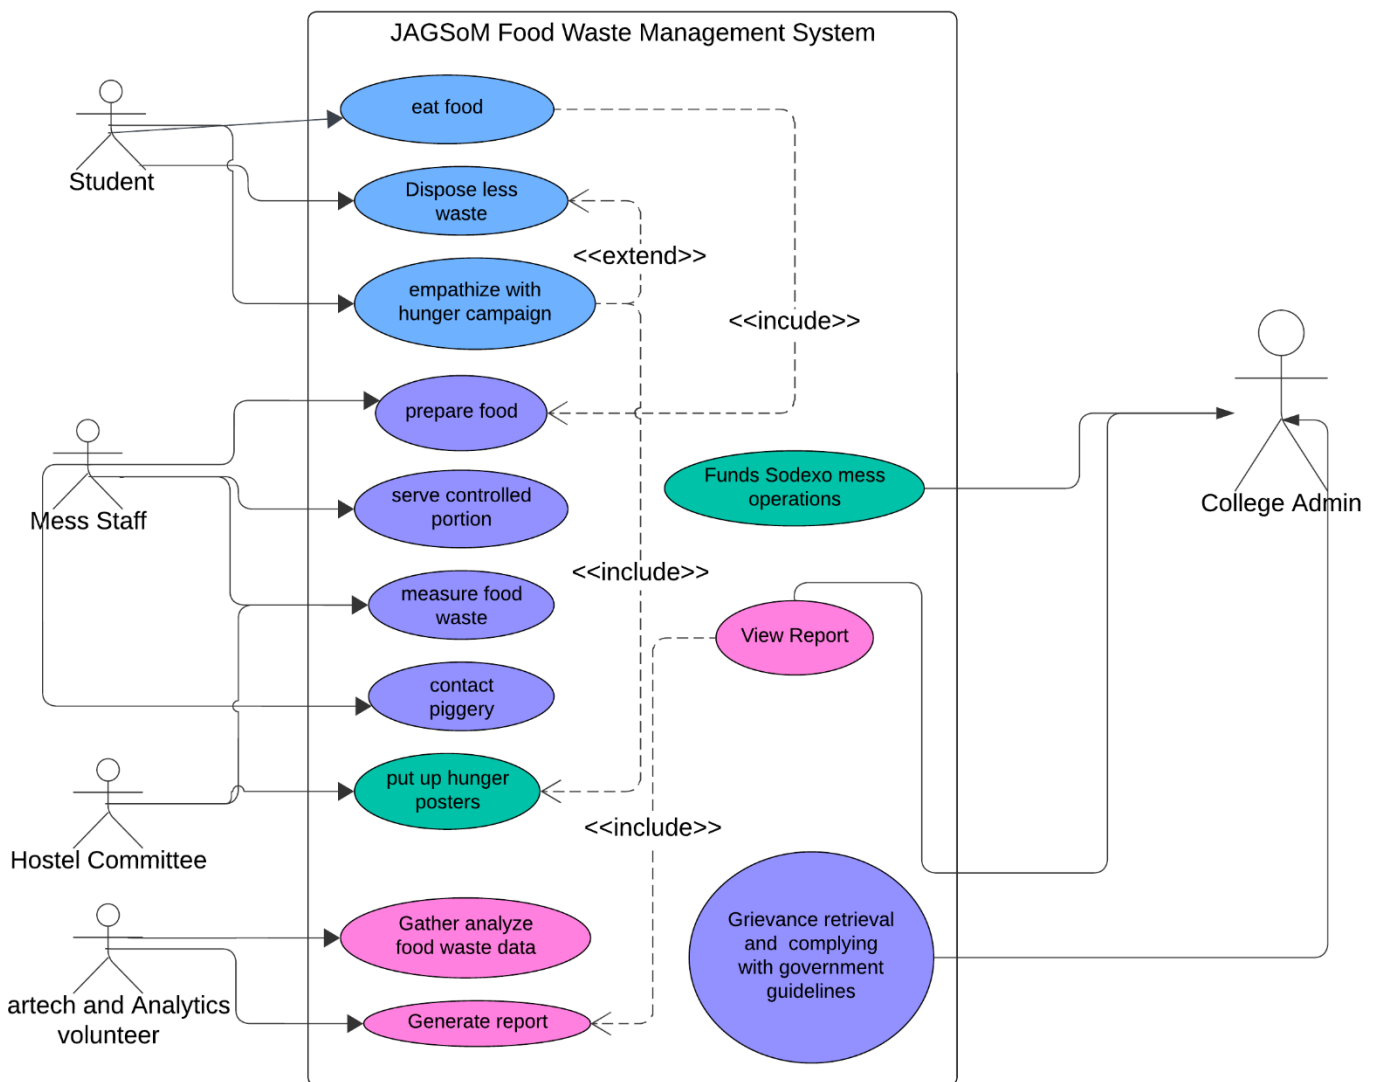 JAGSoM Food Waste Management System
eat food
Student
Dispose less
waste
<<extend>>
empathize with
hunger campaign
<<incude>>
prepare food
Mess Staff
serve controlled
portion
Funds Sodexo mess
operations
College Admin
<<include>>
measure food
waste
View Report
contact
piggery
put up hunger
posters
<<include>>
Hostel Committee
Gather analyze
food waste data
Grievance retrieval
and complying
with government
guidelines
artech and Analytics
volunteer
Generate report